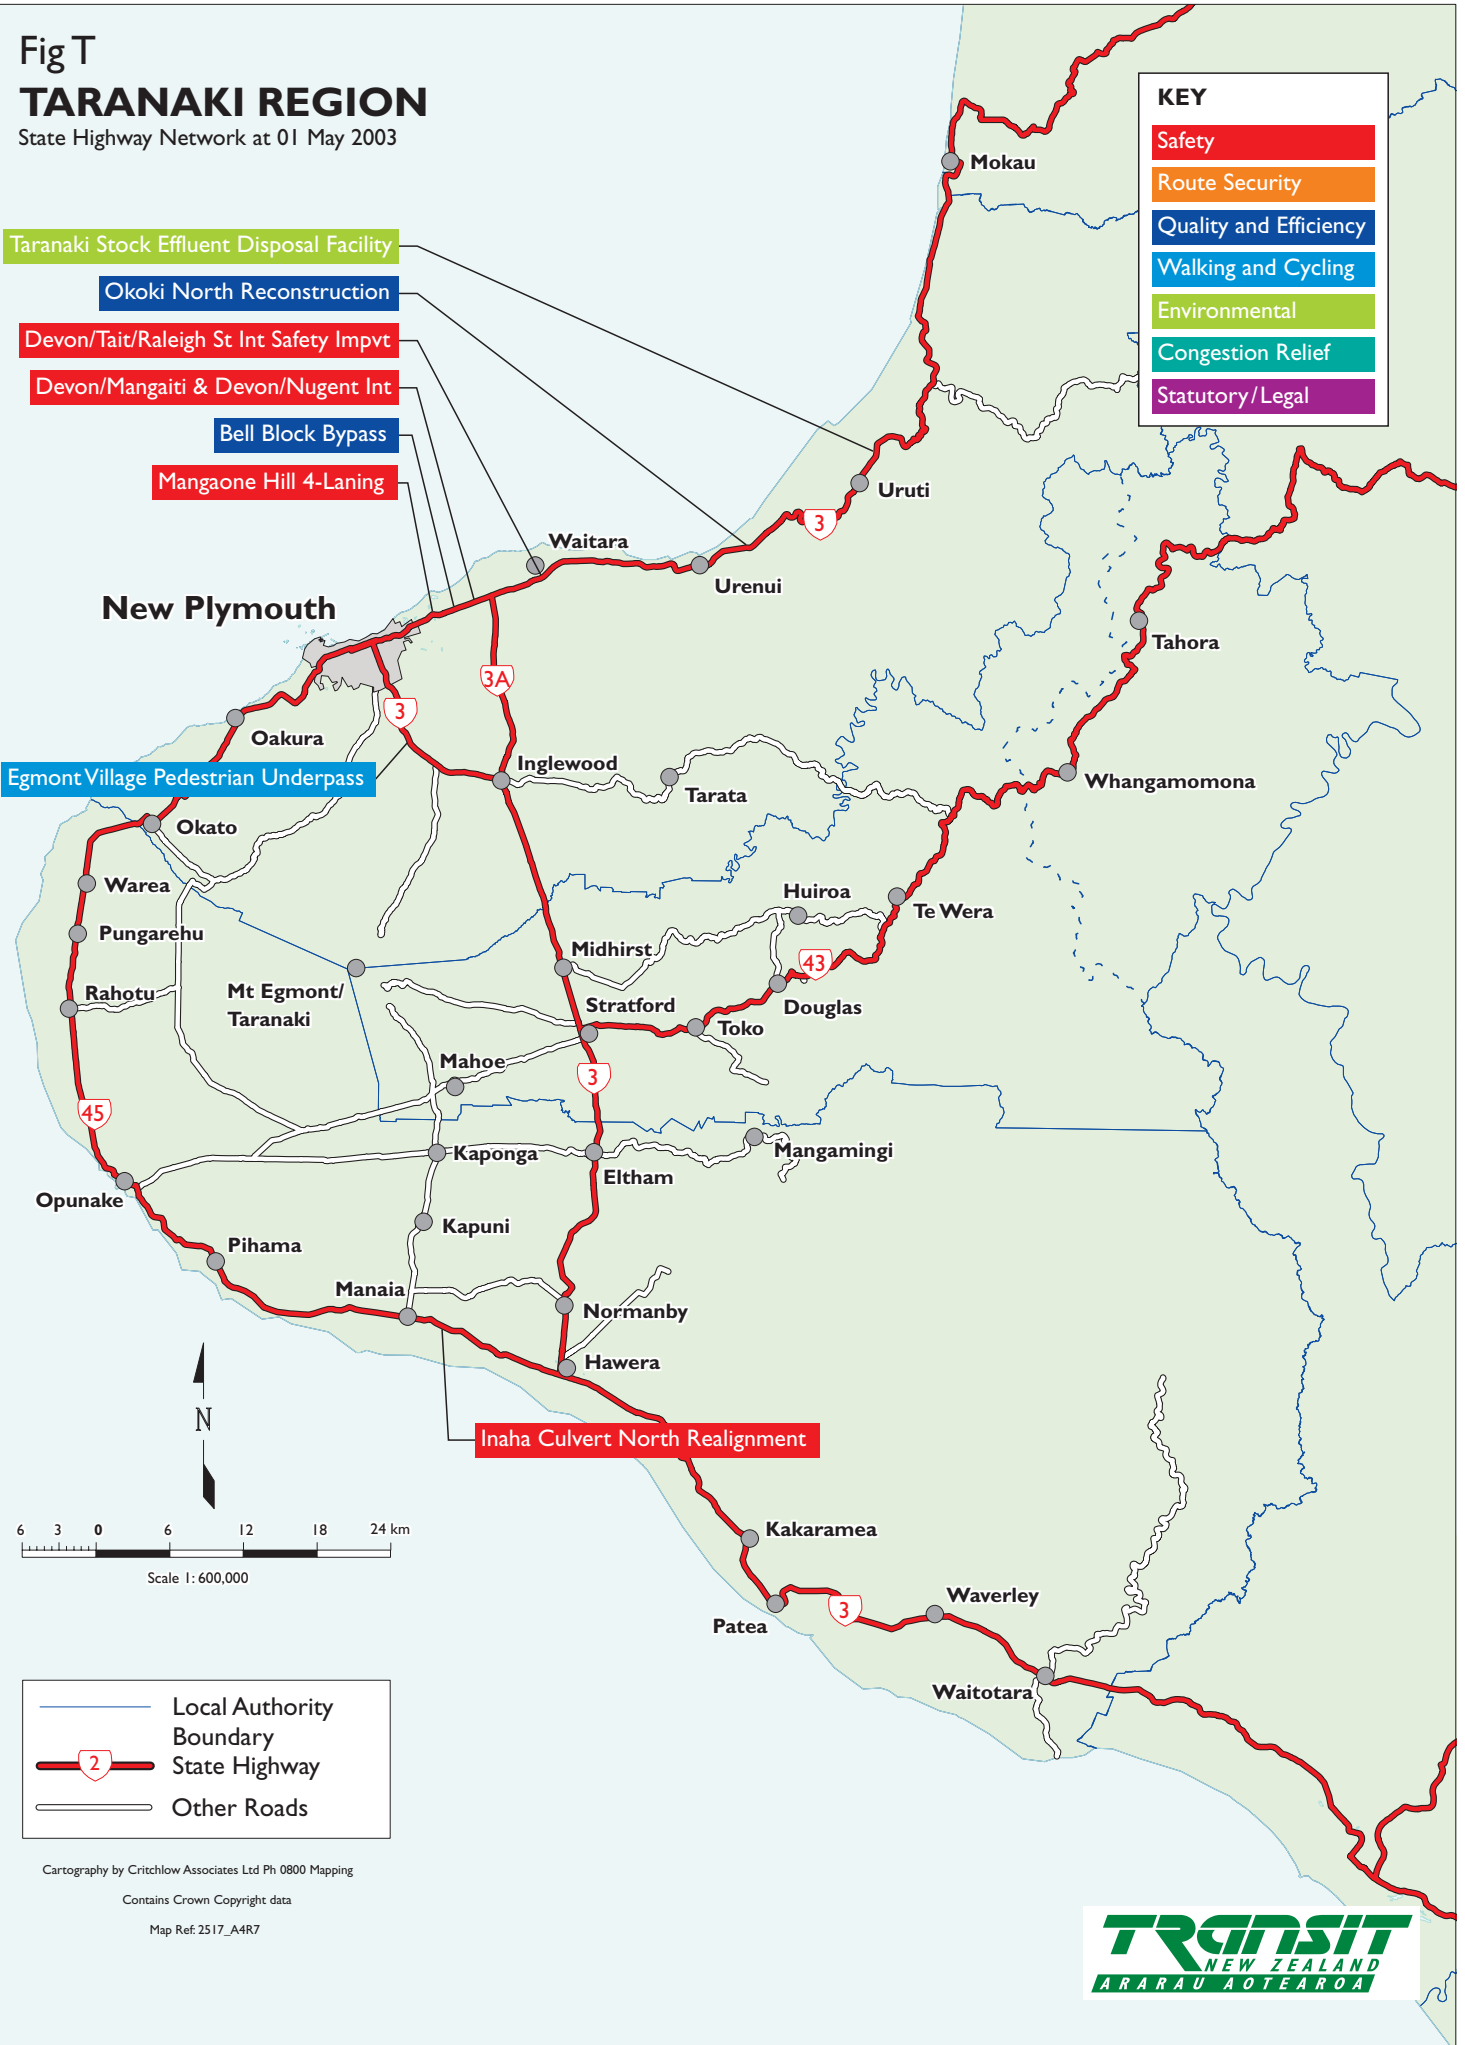 Fig T
TARANAKI REGION
State Highway Network at 01 May 2003
KEY
Safety
Route Security
Quality and Efficiency
Walking and Cycling
Environmental
Congestion Relief
Statutory/Legal
Mokau
Taranaki Stock Effluent Disposal Facility
Okoki North Reconstruction
Devon/Tait/Raleigh St Int Safety Impvt
Devon/Mangaiti & Devon/Nugent Int
Bell Block Bypass
Mangaone Hill 4-Laning
Uruti
3
Waitara
Urenui
New Plymouth
Tahora
3A
3
Oakura
Inglewood
Egmont Village Pedestrian Underpass
Tarata
Whangamomona
Okato
Warea
Huiroa
Te Wera
Pungarehu
Midhirst
43
Rahotu
Mt Egmont/
Taranaki
Stratford
Douglas
Toko
Mahoe
3
45
Kaponga
Mangamingi
Eltham
Opunake
Kapuni
Pihama
Manaia
Normanby
Hawera
N
Inaha Culvert North Realignment
6 3 0 6 12 18 24 km
Scale 1: 600,000
Kakaramea
Waverley
3
Patea
Waitotara
Local Authority
Boundary
2
State Highway
Other Roads
Cartography by Critchlow Associates Ltd Ph 0800 Mapping
Contains Crown Copyright data
Map Ref: 2517_A4R7
TRANSIT
NEW ZEALAND
ARARAU AOTEAROA